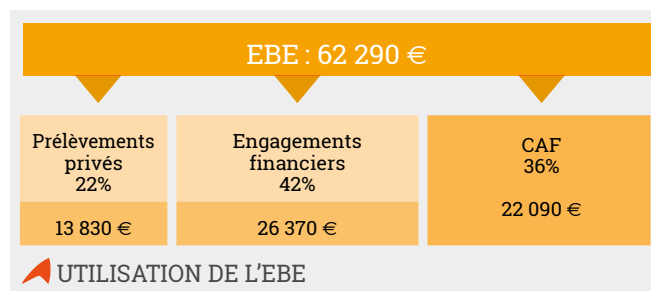 EBE : 62 290 €
Prélèvements
privés
22%
13 830 €
Engagements
financiers
42%
26 370 €
CAF
36%
22 090 €
UTILISATION DE L'EBE